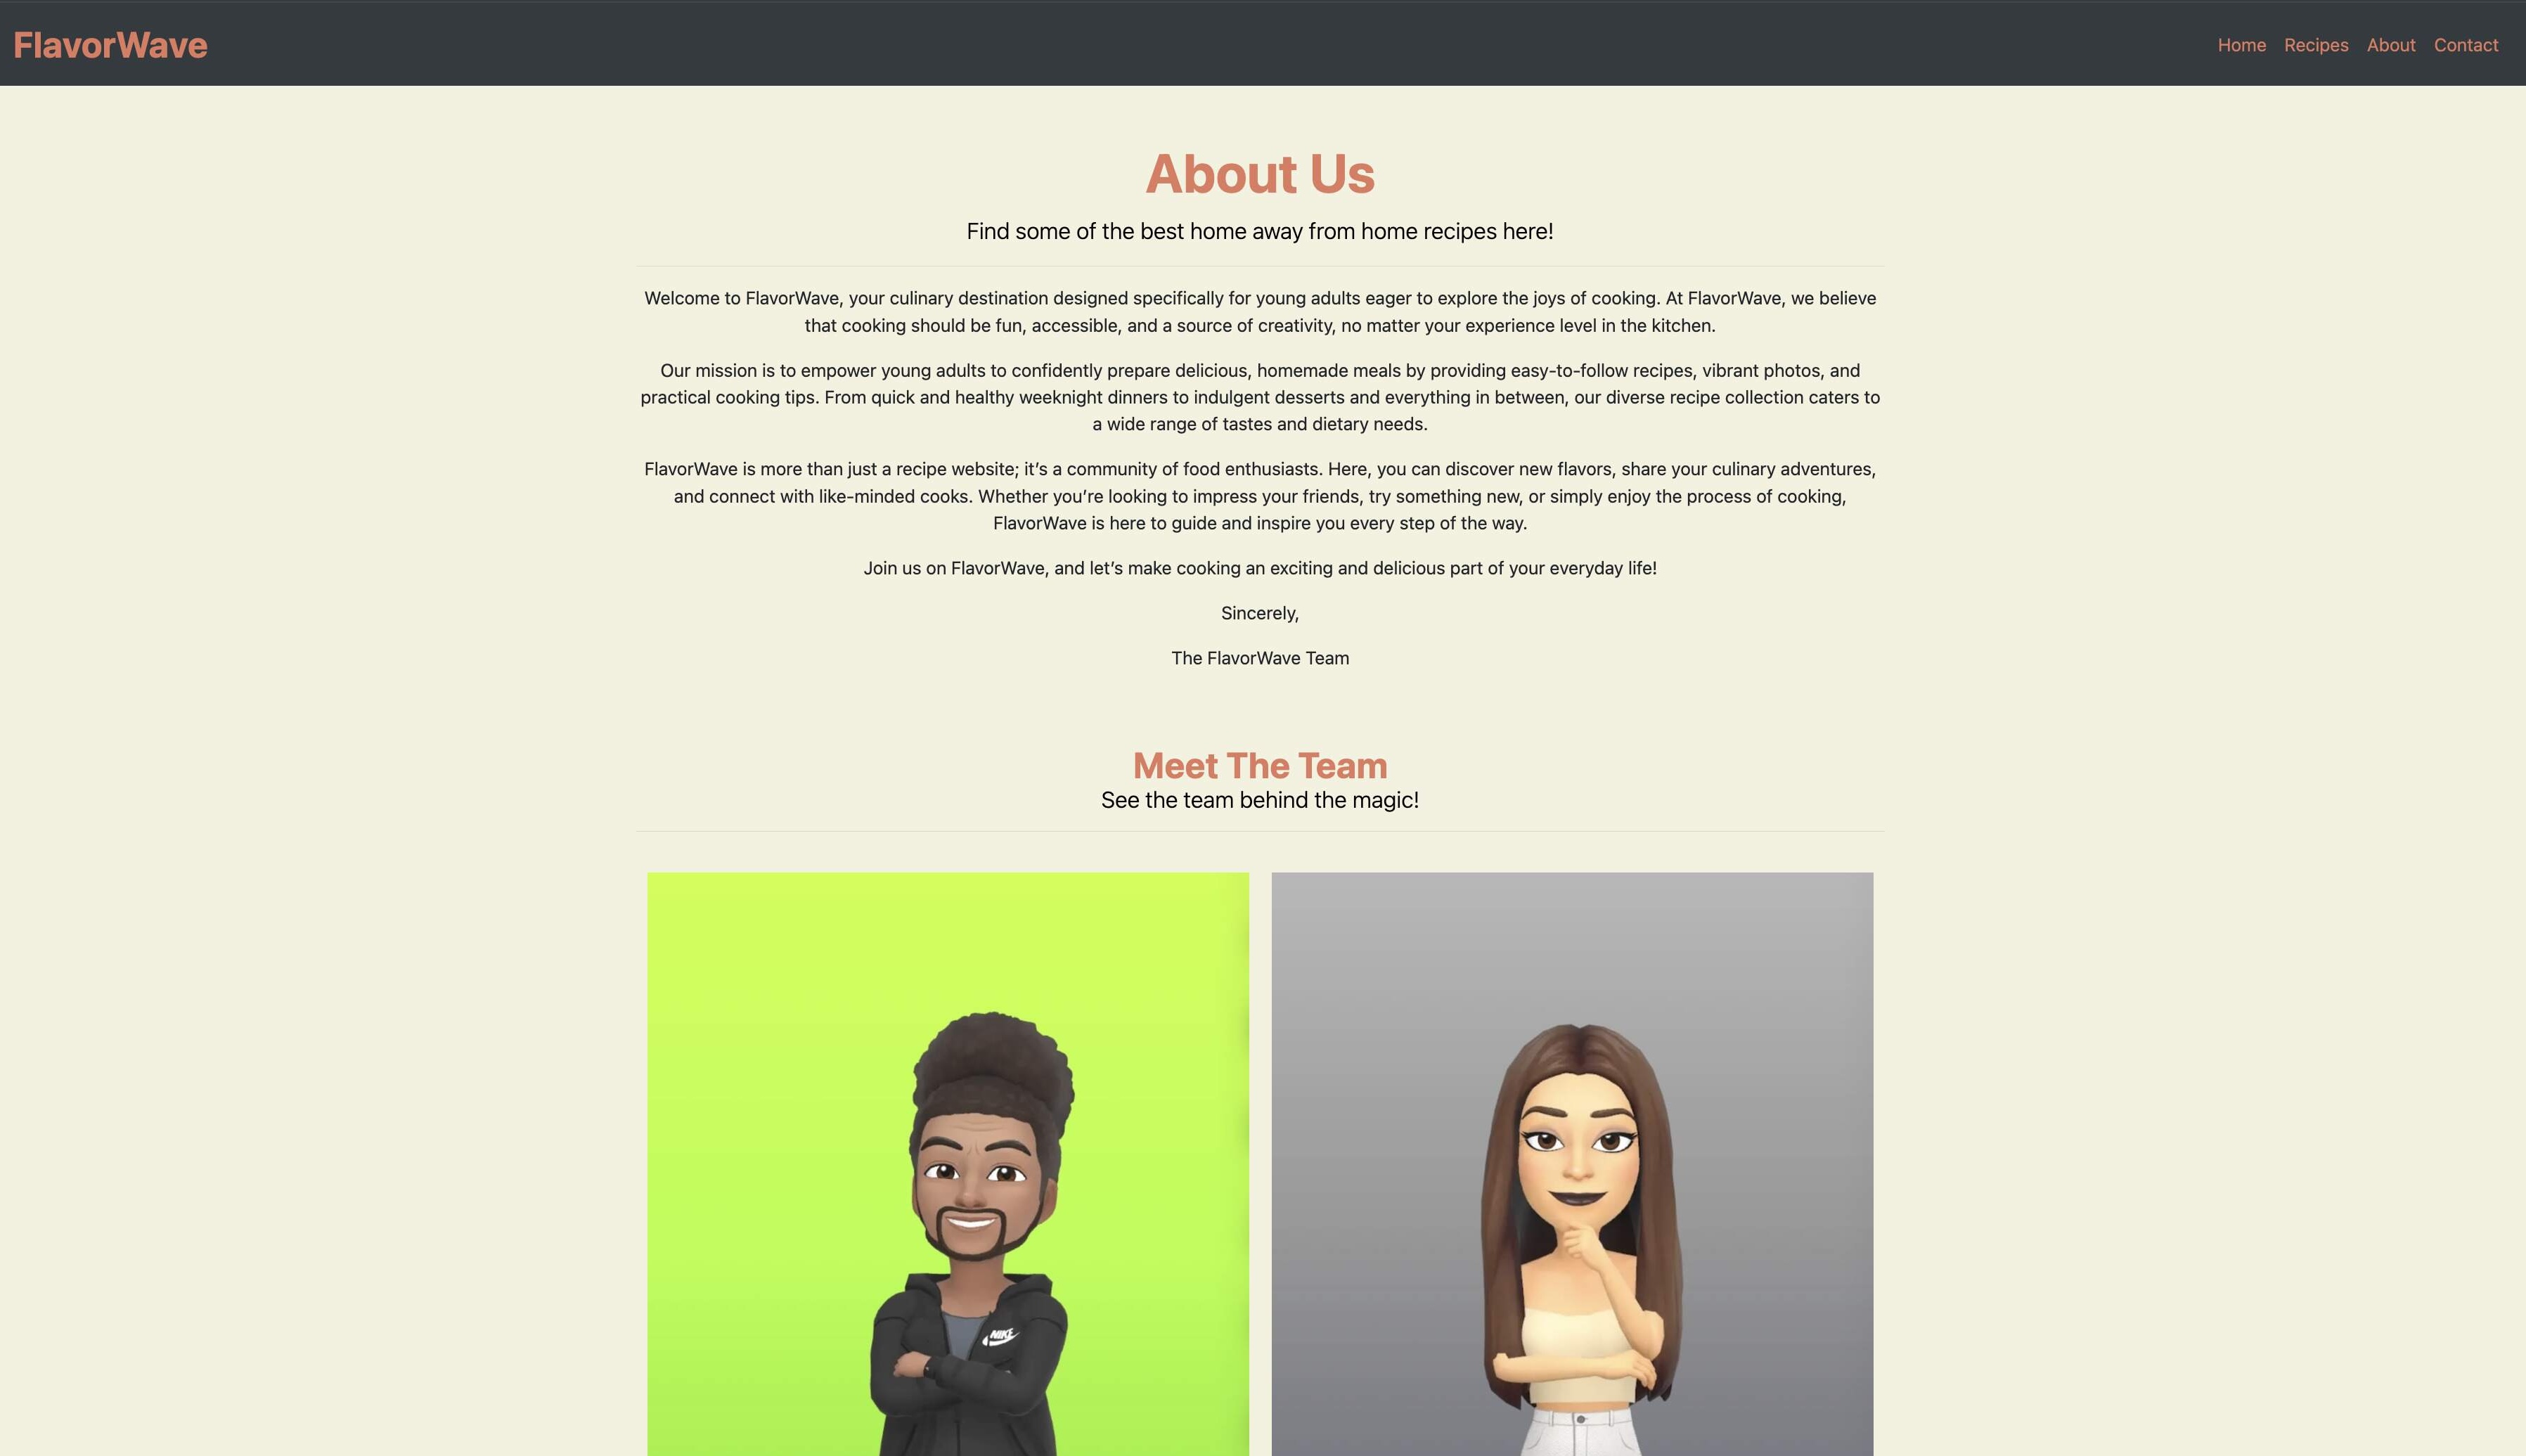 FlavorWave
Home Recipes About Contact
About Us
Find some of the best home away from home recipes here!
Welcome to FlavorWave, your culinary destination designed specifically for young adults eager to explore the joys of cooking. At FlavorWave, we believe
that cooking should be fun, accessible, and a source of creativity, no matter your experience level in the kitchen.
Our mission is to empower young adults to confidently prepare delicious, homemade meals by providing easy-to-follow recipes, vibrant photos, and
practical cooking tips. From quick and healthy weeknight dinners to indulgent desserts and everything in between, our diverse recipe collection caters to
a wide range of tastes and dietary needs.
FlavorWave is more than just a recipe website; it’s a community of food enthusiasts. Here, you can discover new flavors, share your culinary adventures,
and connect with like-minded cooks. Whether you’re looking to impress your friends, try something new, or simply enjoy the process of cooking,
FlavorWave is here to guide and inspire you every step of the way.
Join us on FlavorWave, and let’s make cooking an exciting and delicious part of your everyday life!
Sincerely,
The FlavorWave Team
Meet The Team
See the team behind the magic!
NIKE